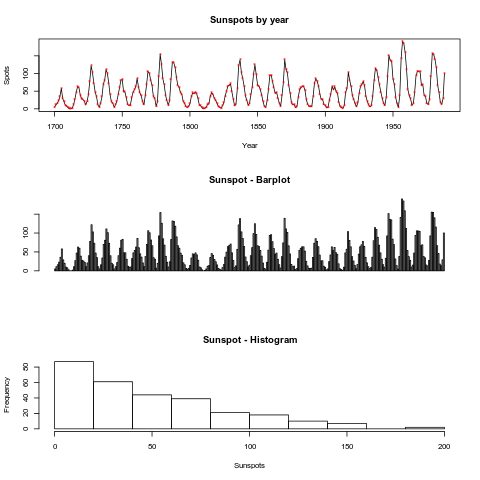 Sunspots by year
Spots
0 50 100
1700 1750 1800 1850 1900 1950
Year
Sunspot - Barplot
0 50 100
Sunspot - Histogram
Frequency
0 20 40 60 80
0 50 100 150 200
Sunspots